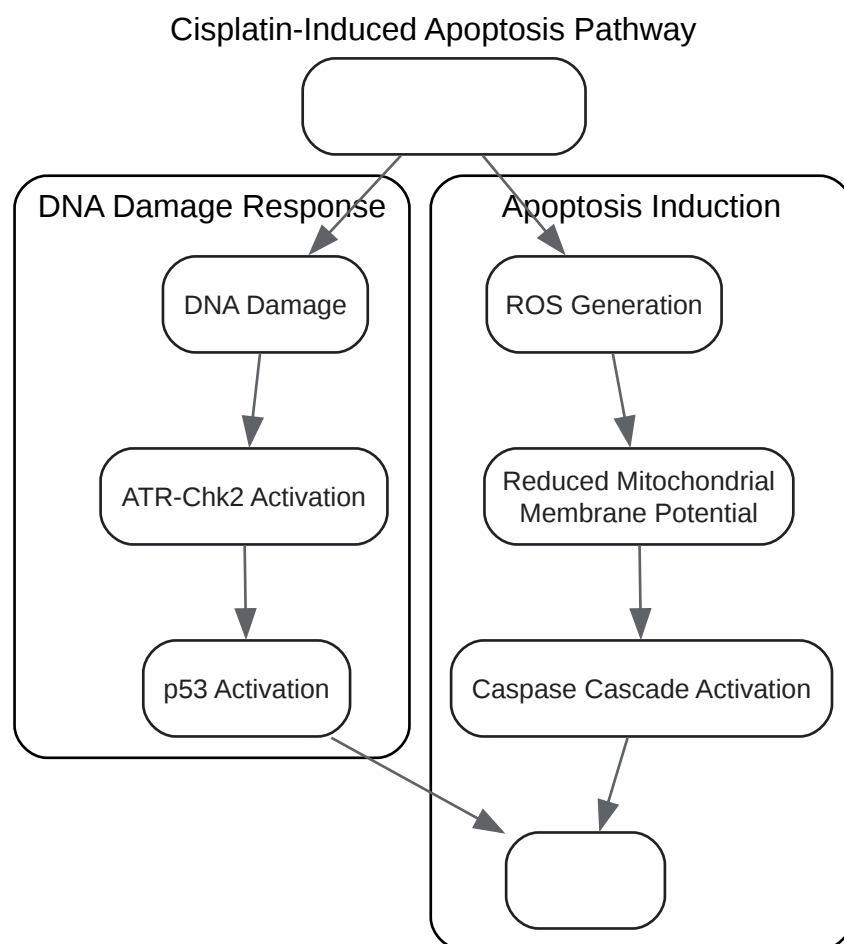 Cisplatin-Induced Apoptosis Pathway
DNA Damage Response
Apoptosis Induction
DNA Damage
ROS Generation
ATR-Chk2 Activation
Reduced Mitochondrial
Membrane Potential
p53 Activation
Caspase Cascade Activation